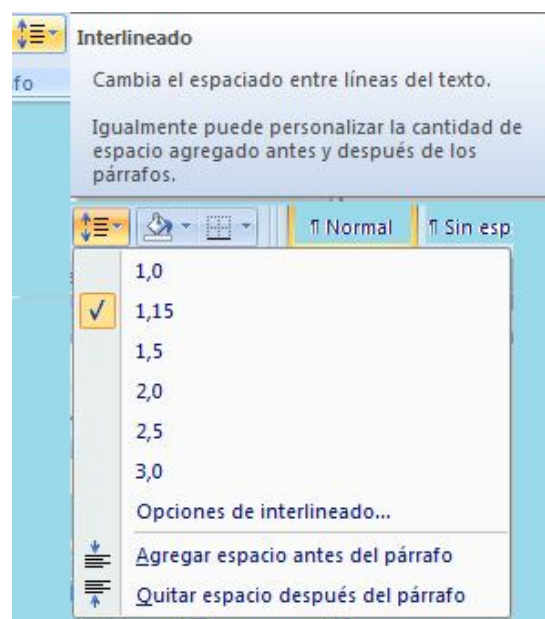 Interlineado
fo
Cambia el espaciado entre líneas del texto.
Igualmente puede personalizar la cantidad de
espacio agregado antes y después de los
párrafos.
¶ Normal
¶ Sin esp
1,0
1,15
1,5
2,0
2,5
3,0
Opciones de interlineado...
Agregar espacio antes del párrafo
Quitar espacio después del párrafo